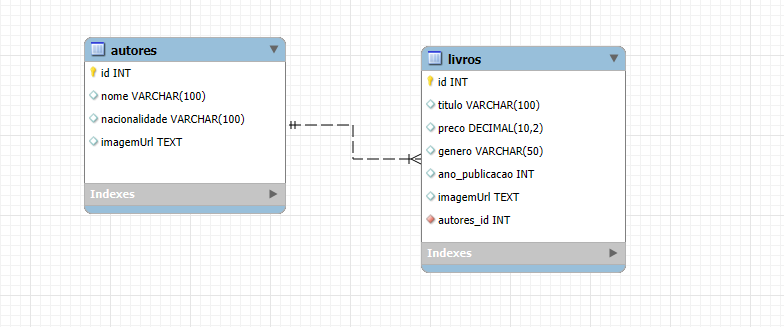 autores
id INT
nome VARCHAR(100)
nacionalidade VARCHAR(100)
imagemUrl TEXT
Indexes
livros
id INT
titulo VARCHAR(100)
preco DECIMAL(10,2)
genero VARCHAR(50)
ano_publicacao INT
imagemUrl TEXT
autores_id INT
Indexes